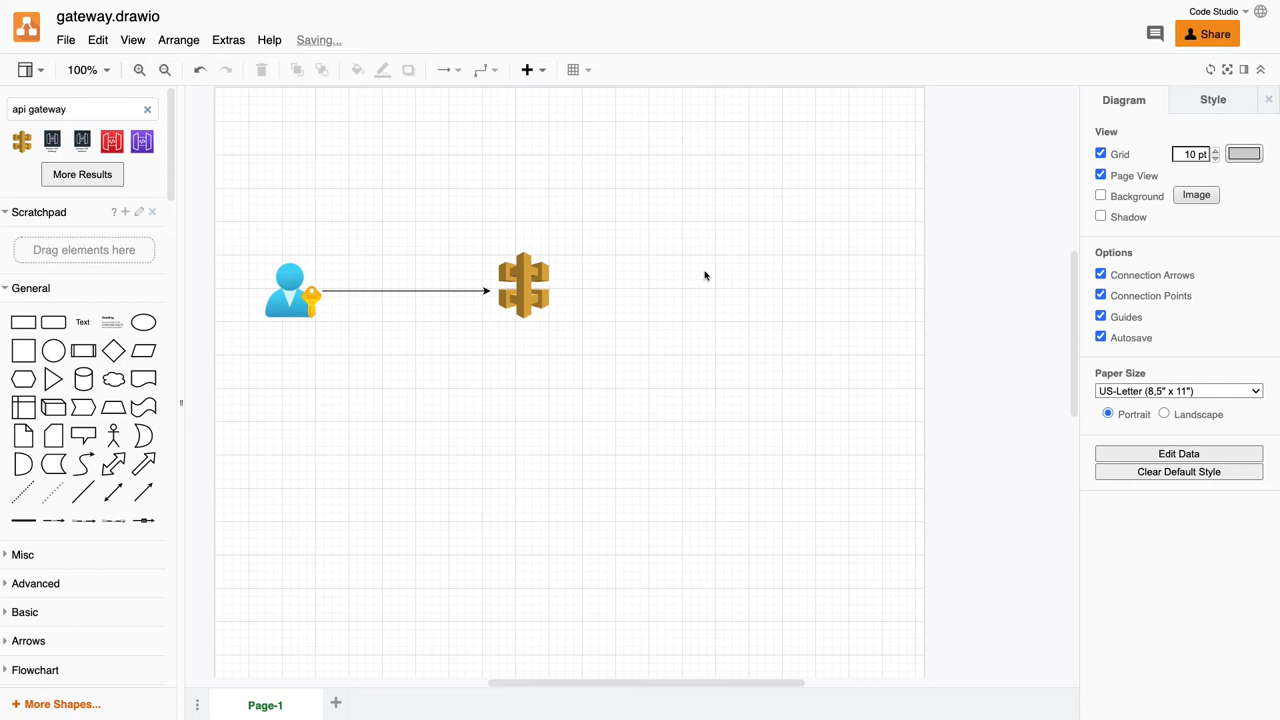 gateway.drawio
Code Studio
File Edit View Arrange Extras Help Saving...
Share
100%
api gateway
More Results
Scratchpad
?
Drag elements here
General
Text
Heading
Misc
Advanced
Basic
Arrows
Flowchart
More Shapes...
Page-1
Diagram
Style
View
Grid
10 pt
Page View
Background
Image
Shadow
Options
Connection Arrows
Connection Points
Guides
Autosave
Paper Size
US-Letter (8,5" x 11")
Portrait
Landscape
Edit Data
Clear Default Style